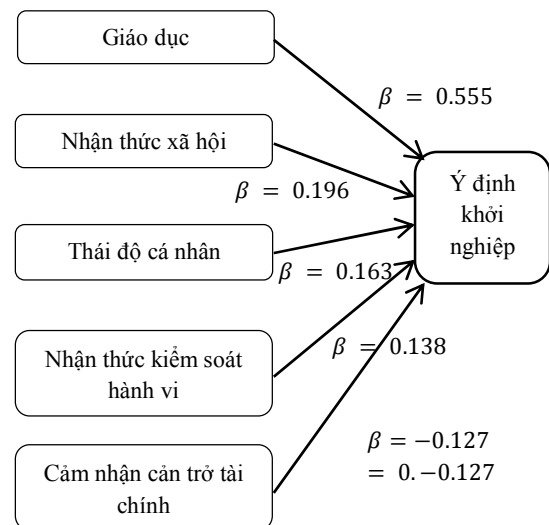 Giáo dục
β = 0.555
Nhận thức xã hội
β = 0.196
Ý định
khởi
nghiệp
Thái độ cá nhân
β = 0.163
Nhận thức kiểm soát
hành vi
β = 0.138
Cảm nhận cản trở tài
chính
β = −0.127
= 0. −0.127